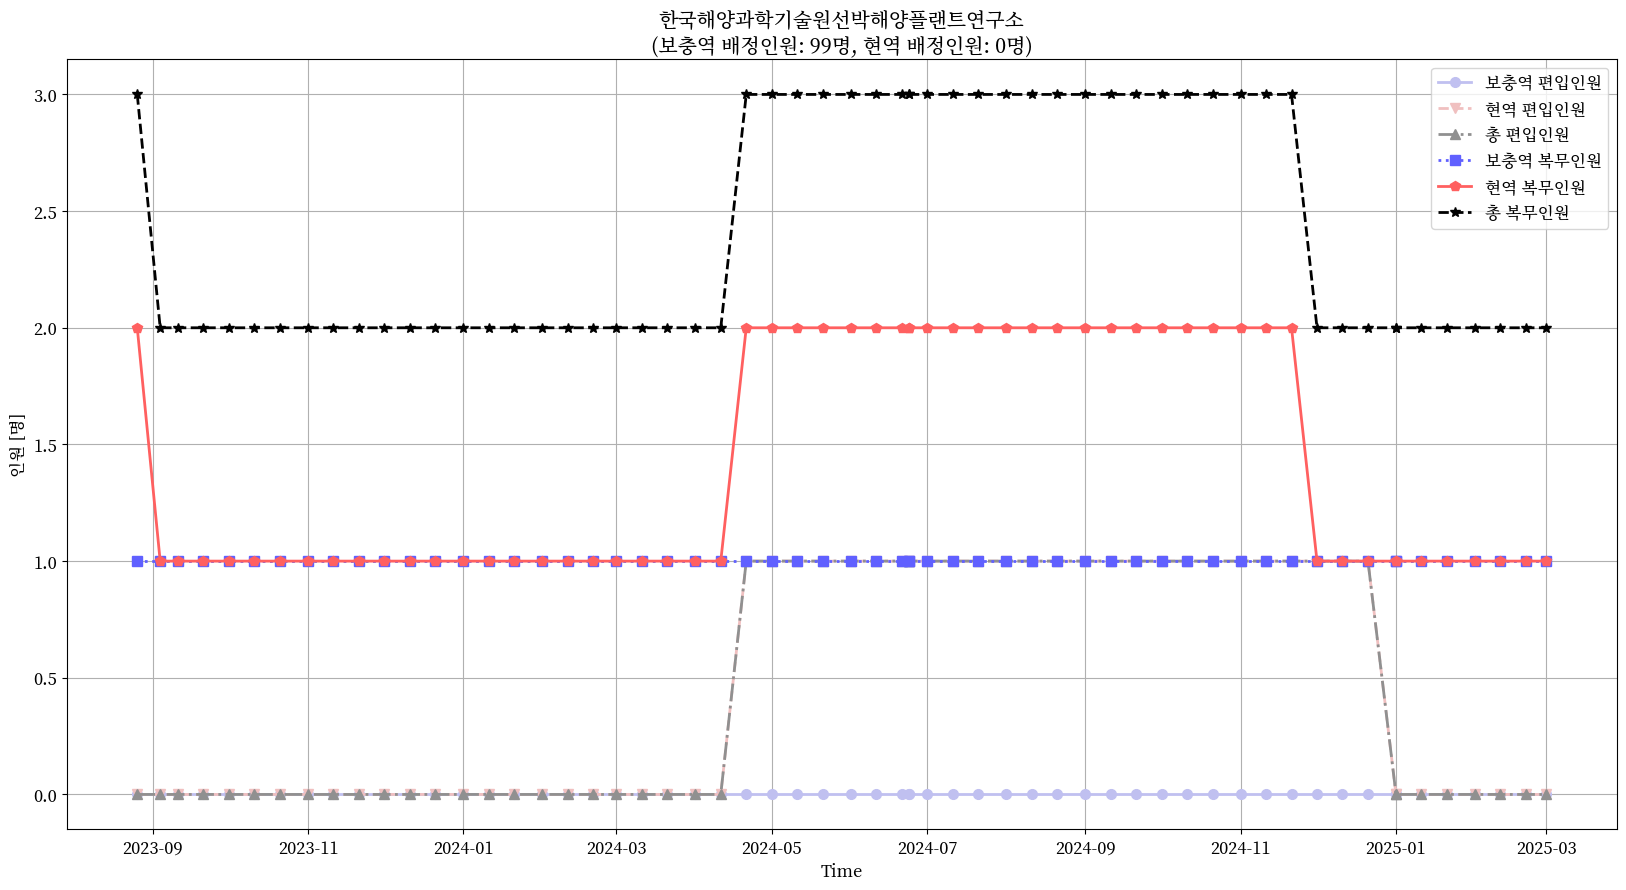 한국해양과학기술원선박해양플랜트연구소
(보충역 배정인원: 99명, 현역 배정인원: 0명)
보충역 편입인원
현역 편입인원
총 편입인원
보충역 복무인원
현역 복무인원
총 복무인원
인원 [명]
3.0
2.5
2.0
1.5
1.0
0.5
0.0
2023-09 2023-11 2024-01 2024-03 2024-05 2024-07 2024-09 2024-11 2025-01 2025-03
Time